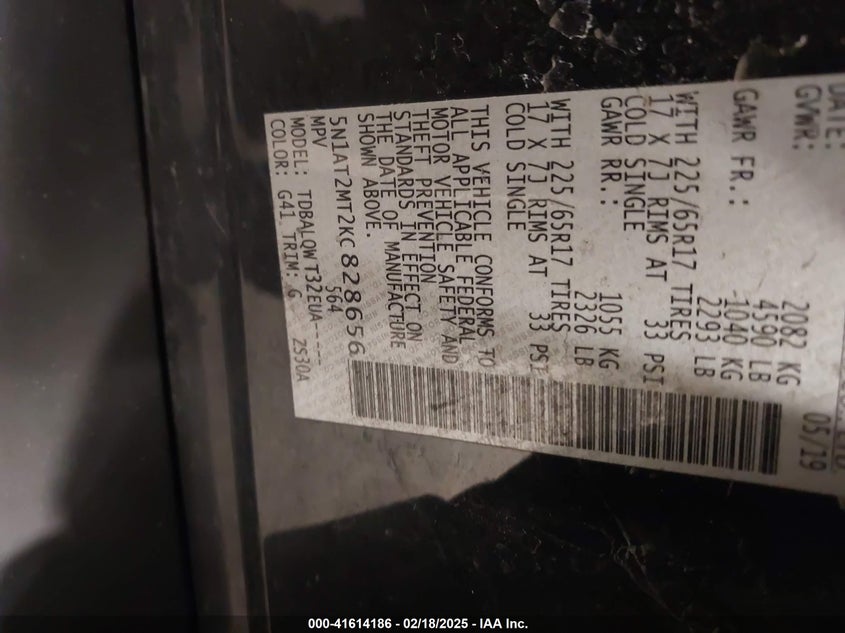 DATE: 05/19
GVWR: 2082 KG
4590 LB
GAWR FR.: 1040 KG
2293 LB
WITH 225/65R17 TIRES
17 X 7J RIMS AT 33 PSI
COLD SINGLE
GAWR RR.: 1055 KG
2326 LB
WITH 225/65R17 TIRES
17 X 7J RIMS AT 33 PSI
COLD SINGLE
THIS VEHICLE CONFORMS TO
ALL APPLICABLE FEDERAL
MOTOR VEHICLE SAFETY AND
THEFT PREVENTION
STANDARDS IN EFFECT ON
THE DATE OF MANUFACTURE
SHOWN ABOVE.
5N1AT2MT2KC828656
MPV 564
MODEL: TDBALQWT32EUA-----
COLOR: G41 TRIM: G 2S30A
000-41614186 - 02/18/2025 - IAA Inc.